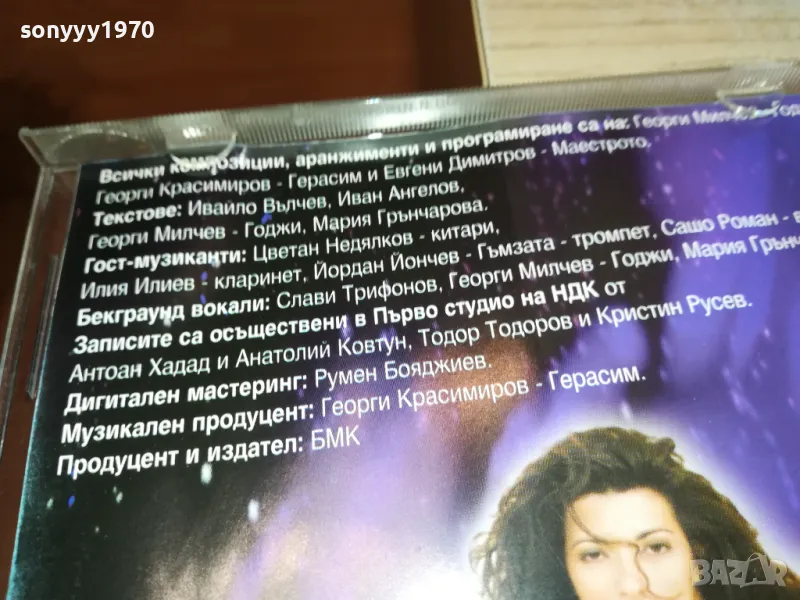 sonyyy1970
Всички композиции, аранжименти и програмиране са на: Георги Милчев
Георги Красимиров - Герасим и Евгени Димитров - Маестрото.
Текстове: Ивайло Вълчев, Иван Ангелов,
Георги Милчев - Годжи, Мария Грънчарова.
Гост-музиканти: Цветан Недялков - китари,
Илия Илиев - кларинет, Йордан Йончев - Гъмзата - тромпет, Сашо Роман - в
Бекграунд вокали: Слави Трифонов, Георги Милчев - Годжи, Мария Грънч
Записите са осъществени в Първо студио на НДК от
Антоан Хадад и Анатолий Ковтун, Тодор Тодоров и Кристин Русев.
Дигитален мастеринг: Румен Бояджиев.
Музикален продуцент: Георги Красимиров - Герасим.
Продуцент и издател: БМК
BAZAR